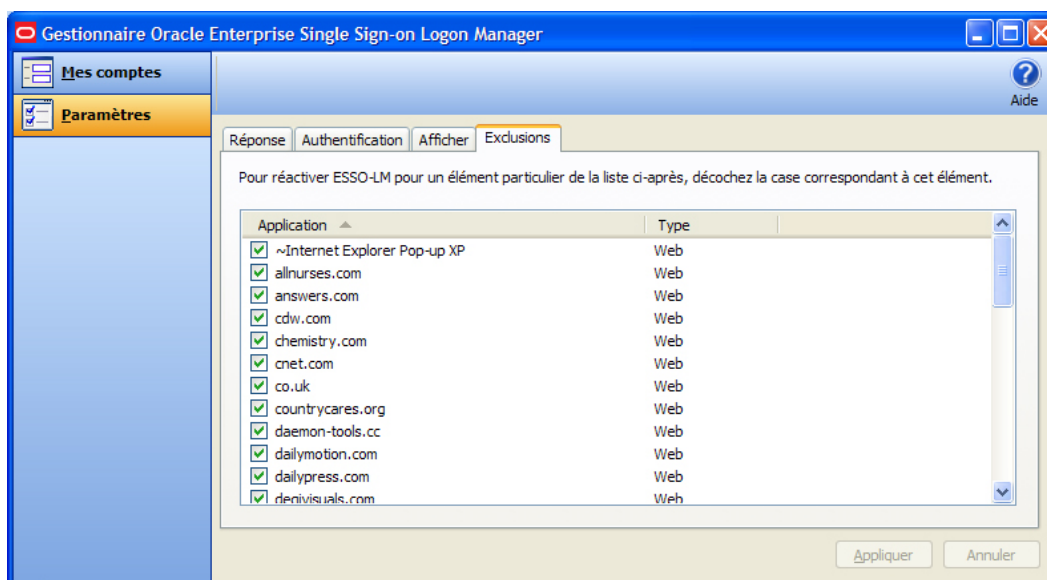 Gestionnaire Oracle Enterprise Single Sign-on Logon Manager
Mes comptes
Paramètres
Aide
Réponse Authentification Afficher Exclusions
Pour réactiver ESSO-LM pour un élément particulier de la liste ci-après, décochez la case correspondant à cet élément.
Application Type
~Internet Explorer Pop-up XP Web
allnurses.com Web
answers.com Web
cdw.com Web
chemistry.com Web
cnet.com Web
co.uk Web
countrycares.org Web
daemon-tools.cc Web
dailymotion.com Web
dailypress.com Web
degivisuals.com Web
Appliquer Annuler